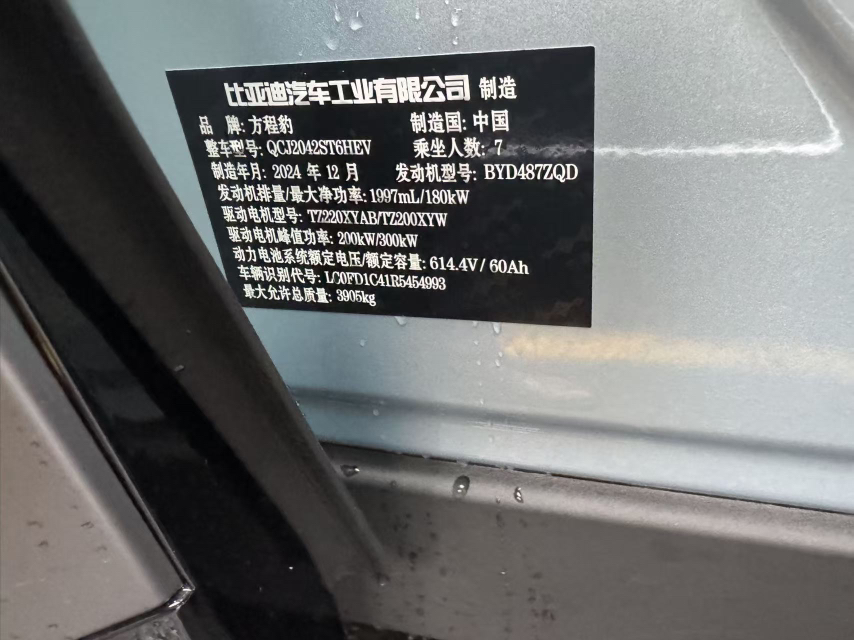 比亚迪汽车工业有限公司 制造
品 牌: 方程豹 制造国: 中国
整车型号: QCJ2042ST6HEV 乘坐人数: 7
制造年月: 2024 年 12 月 发动机型号: BYD487ZQD
发动机排量/最大净功率: 1997mL/180kW
驱动电机型号: TZ220XYAB/TZ200XYW
驱动电机峰值功率: 200kW/300kW
动力电池系统额定电压/额定容量: 614.4V / 60Ah
车辆识别代号: LC0FD1C41R5454993
最大允许总质量: 3905kg